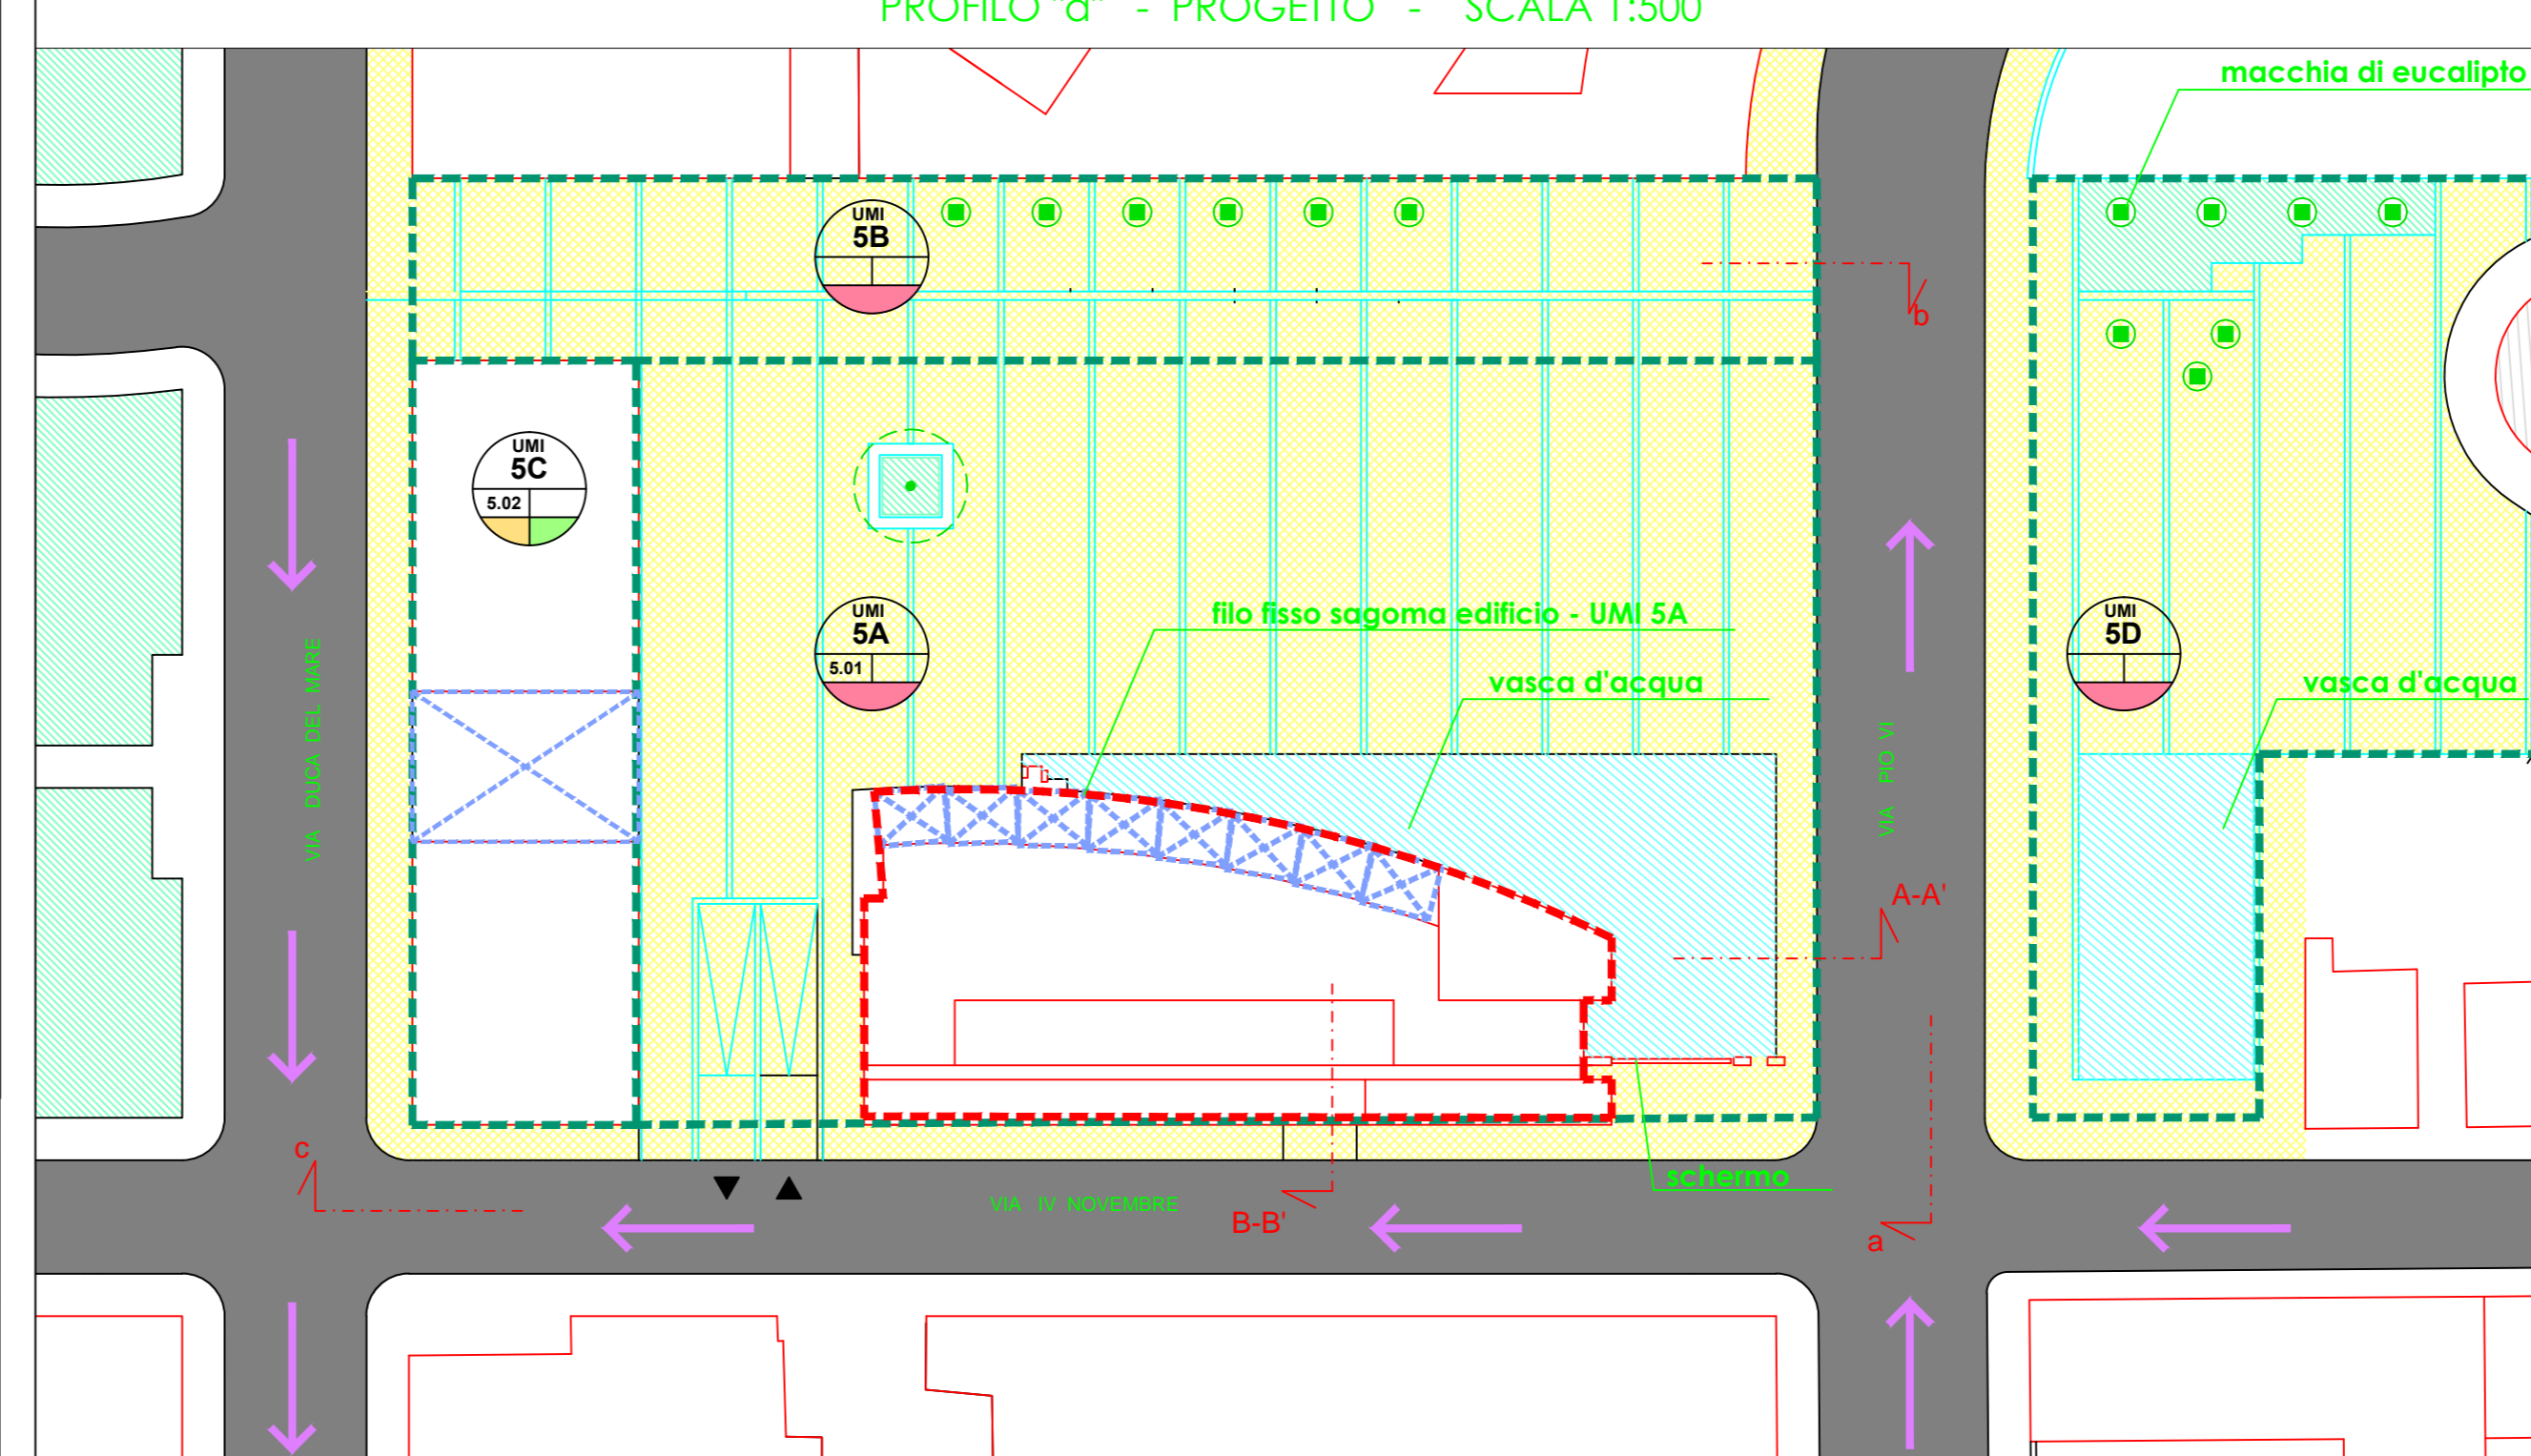 PROFILO "a" - PROGETTO - SCALA 1:500
macchia di eucalipto
UMI
5B
b
UMI
5C
5.02
filo fisso sagoma edificio - UMI 5A
UMI
5A
5.01
UMI
5D
vasca d'acqua
vasca d'acqua
VIA DUCA DEL MARE
VIA PIO VI
A-A'
c
schermo
VIA IV NOVEMBRE
B-B'
a